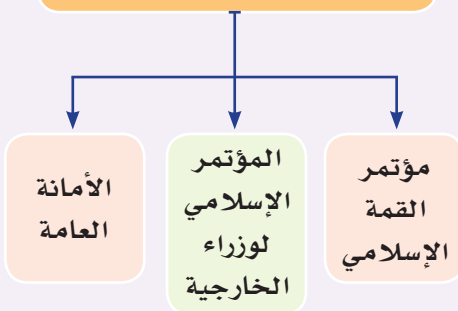 مؤتمر
القمة
الإسلامي
المؤتمر
الإسلامي
لوزراء
الخارجية
الأمانة
العامة